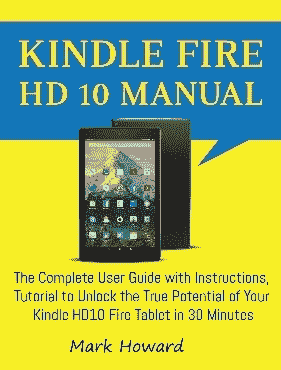 KINDLE FIRE
HD 10 MANUAL
The Complete User Guide with Instructions,
Tutorial to Unlock the True Potential of Your
Kindle HD10 Fire Tablet in 30 Minutes
Mark Howard